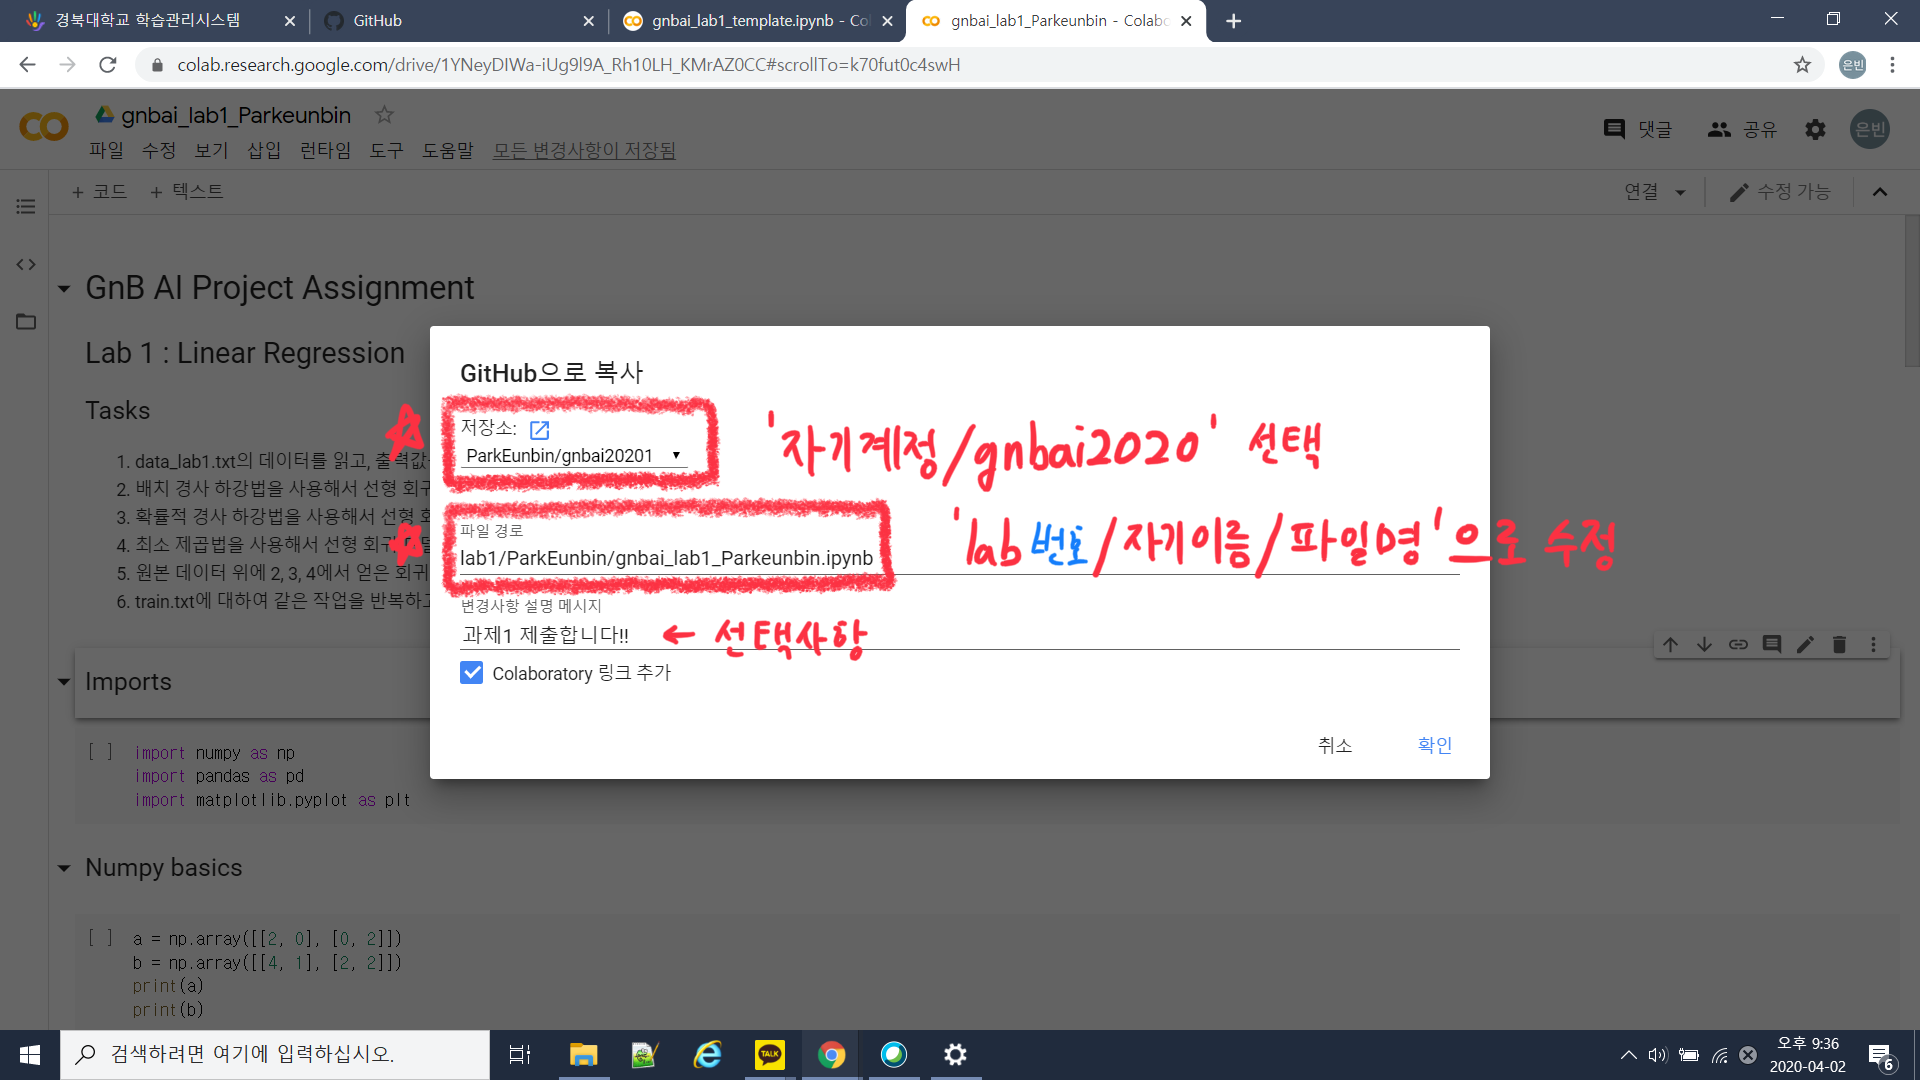 경북대학교 학습관리시스템
GitHub
gnbai_lab1_template.ipynb - Co
gnbai_lab1_Parkeunbin - Colabo
colab.research.google.com/drive/1YNeyDIWa-iUg9l9A_Rh10LH_KMrAZ0CC#scrollTo=k70fut0c4swH
은빈
gnbai_lab1_Parkeunbin
댓글
공유
은빈
파일 수정 보기 삽입 런타임 도구 도움말 모든 변경사항이 저장됨
+ 코드 + 텍스트
연결
수정 가능
GnB AI Project Assignment
Lab 1 : Linear Regression
Tasks
1. data_lab1.txt의 데이터를 읽고, 출력값
2. 배치 경사 하강법을 사용해서 선형 회귀
3. 확률적 경사 하강법을 사용해서 선형 회
4. 최소 제곱법을 사용해서 선형 회귀
5. 원본 데이터 위에 2, 3, 4에서 얻은 회귀
6. train.txt에 대하여 같은 작업을 반복하고
GitHub으로 복사
저장소:
ParkEunbin/gnbai20201
'자기계정/gnbai2020' 선택
파일 경로
lab1/ParkEunbin/gnbai_lab1_Parkeunbin.ipynb
'lab번호/자기이름/파일명'으로 수정
변경사항 설명 메시지
과제1 제출합니다!!
← 선택사항
Colaboratory 링크 추가
취소
확인
Imports
[ ] import numpy as np
import pandas as pd
import matplotlib.pyplot as plt
Numpy basics
[ ] a = np.array([[2, 0], [0, 2]])
b = np.array([[4, 1], [2, 2]])
print(a)
print(b)
검색하려면 여기에 입력하십시오.
TALK
오후 9:36
2020-04-02
6